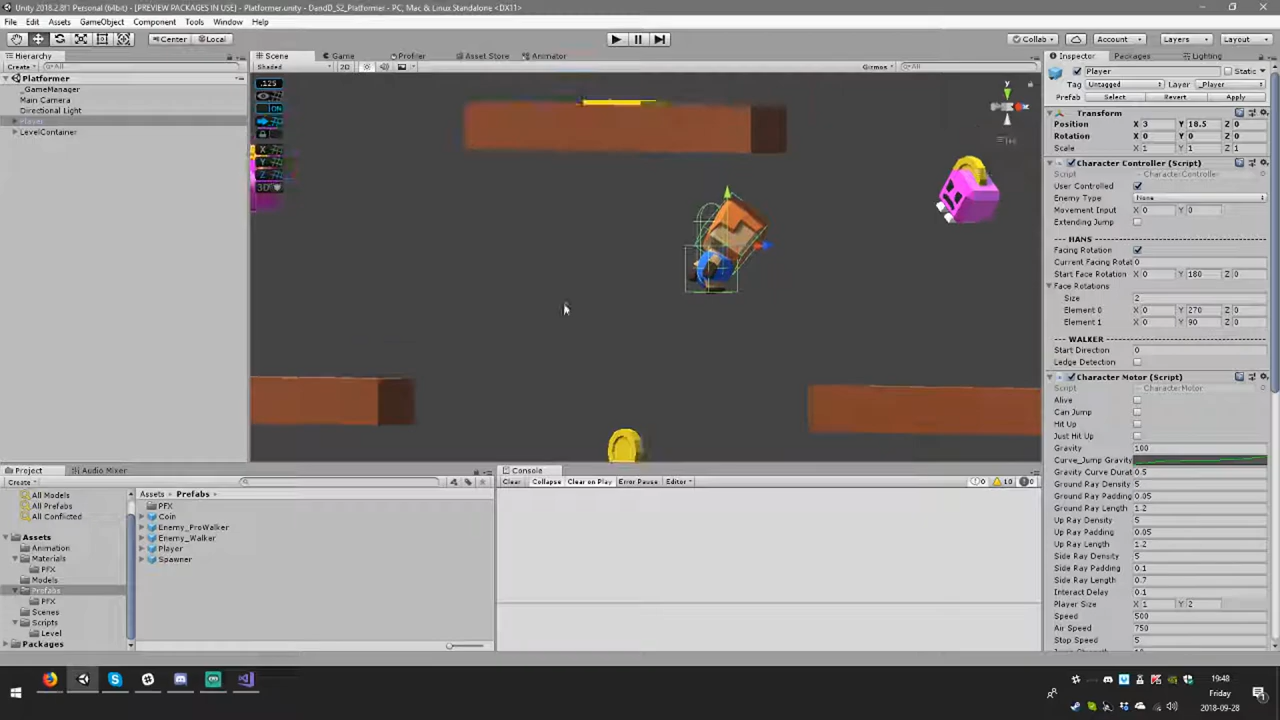 Unity 2018.2.8f1 Personal (64bit) - [PREVIEW PACKAGES IN USE] - Platformer.unity - DandD_S2_Platformer - PC, Mac & Linux Standalone <DX11>
File Edit Assets GameObject Component Tools Window Help
Center Local Collab Account Layers Layout
Hierarchy
Create All
Platformer
_GameManager
Main Camera
Directional Light
Player
LevelContainer
Scene Game Profiler Asset Store Animator
Shaded 2D Gizmos All
.125
ON
X
Y
Z
3D
y
x
Inspector Packages Lighting
Player Static
Tag Untagged Layer _Player
Prefab Select Revert Apply
Transform
Position X 3 Y 18.5 Z 0
Rotation X 0 Y 0 Z 0
Scale X 1 Y 1 Z 1
Character Controller (Script)
Script CharacterController
User Controlled
Enemy Type None
Movement Input X 0 Y 0
Extending Jump
--- HANS
Facing Rotation
Current Facing Rotat 0
Start Face Rotation X 0 Y 180 Z 0
Face Rotations
Size 2
Element 0 X 0 Y 270 Z 0
Element 1 X 0 Y 90 Z 0
--- WALKER
Start Direction 0
Ledge Detection
Character Motor (Script)
Script CharacterMotor
Alive
Can Jump
Hit Up
Just Hit Up
Gravity 100
Curve_Jump Gravity
Gravity Curve Durat 0.5
Ground Ray Density 5
Ground Ray Padding 0.05
Ground Ray Length 1.2
Up Ray Density 5
Up Ray Padding 0.05
Up Ray Length 1.2
Side Ray Density 5
Side Ray Padding 0.1
Side Ray Length 0.7
Interact Delay 0.1
Player Size X 1 Y 2
Speed 500
Air Speed 750
Stop Speed 5
Project Audio Mixer
Create
All Models
All Prefabs
All Conflicted
Assets
Animation
Materials
PFX
Models
Prefabs
PFX
Scenes
Scripts
Level
Packages
Assets Prefabs
PFX
Coin
Enemy_ProWalker
Enemy_Walker
Player
Spawner
Console
Clear Collapse Clear on Play Error Pause Editor 0 10 0
19:48
Friday
2018-09-28